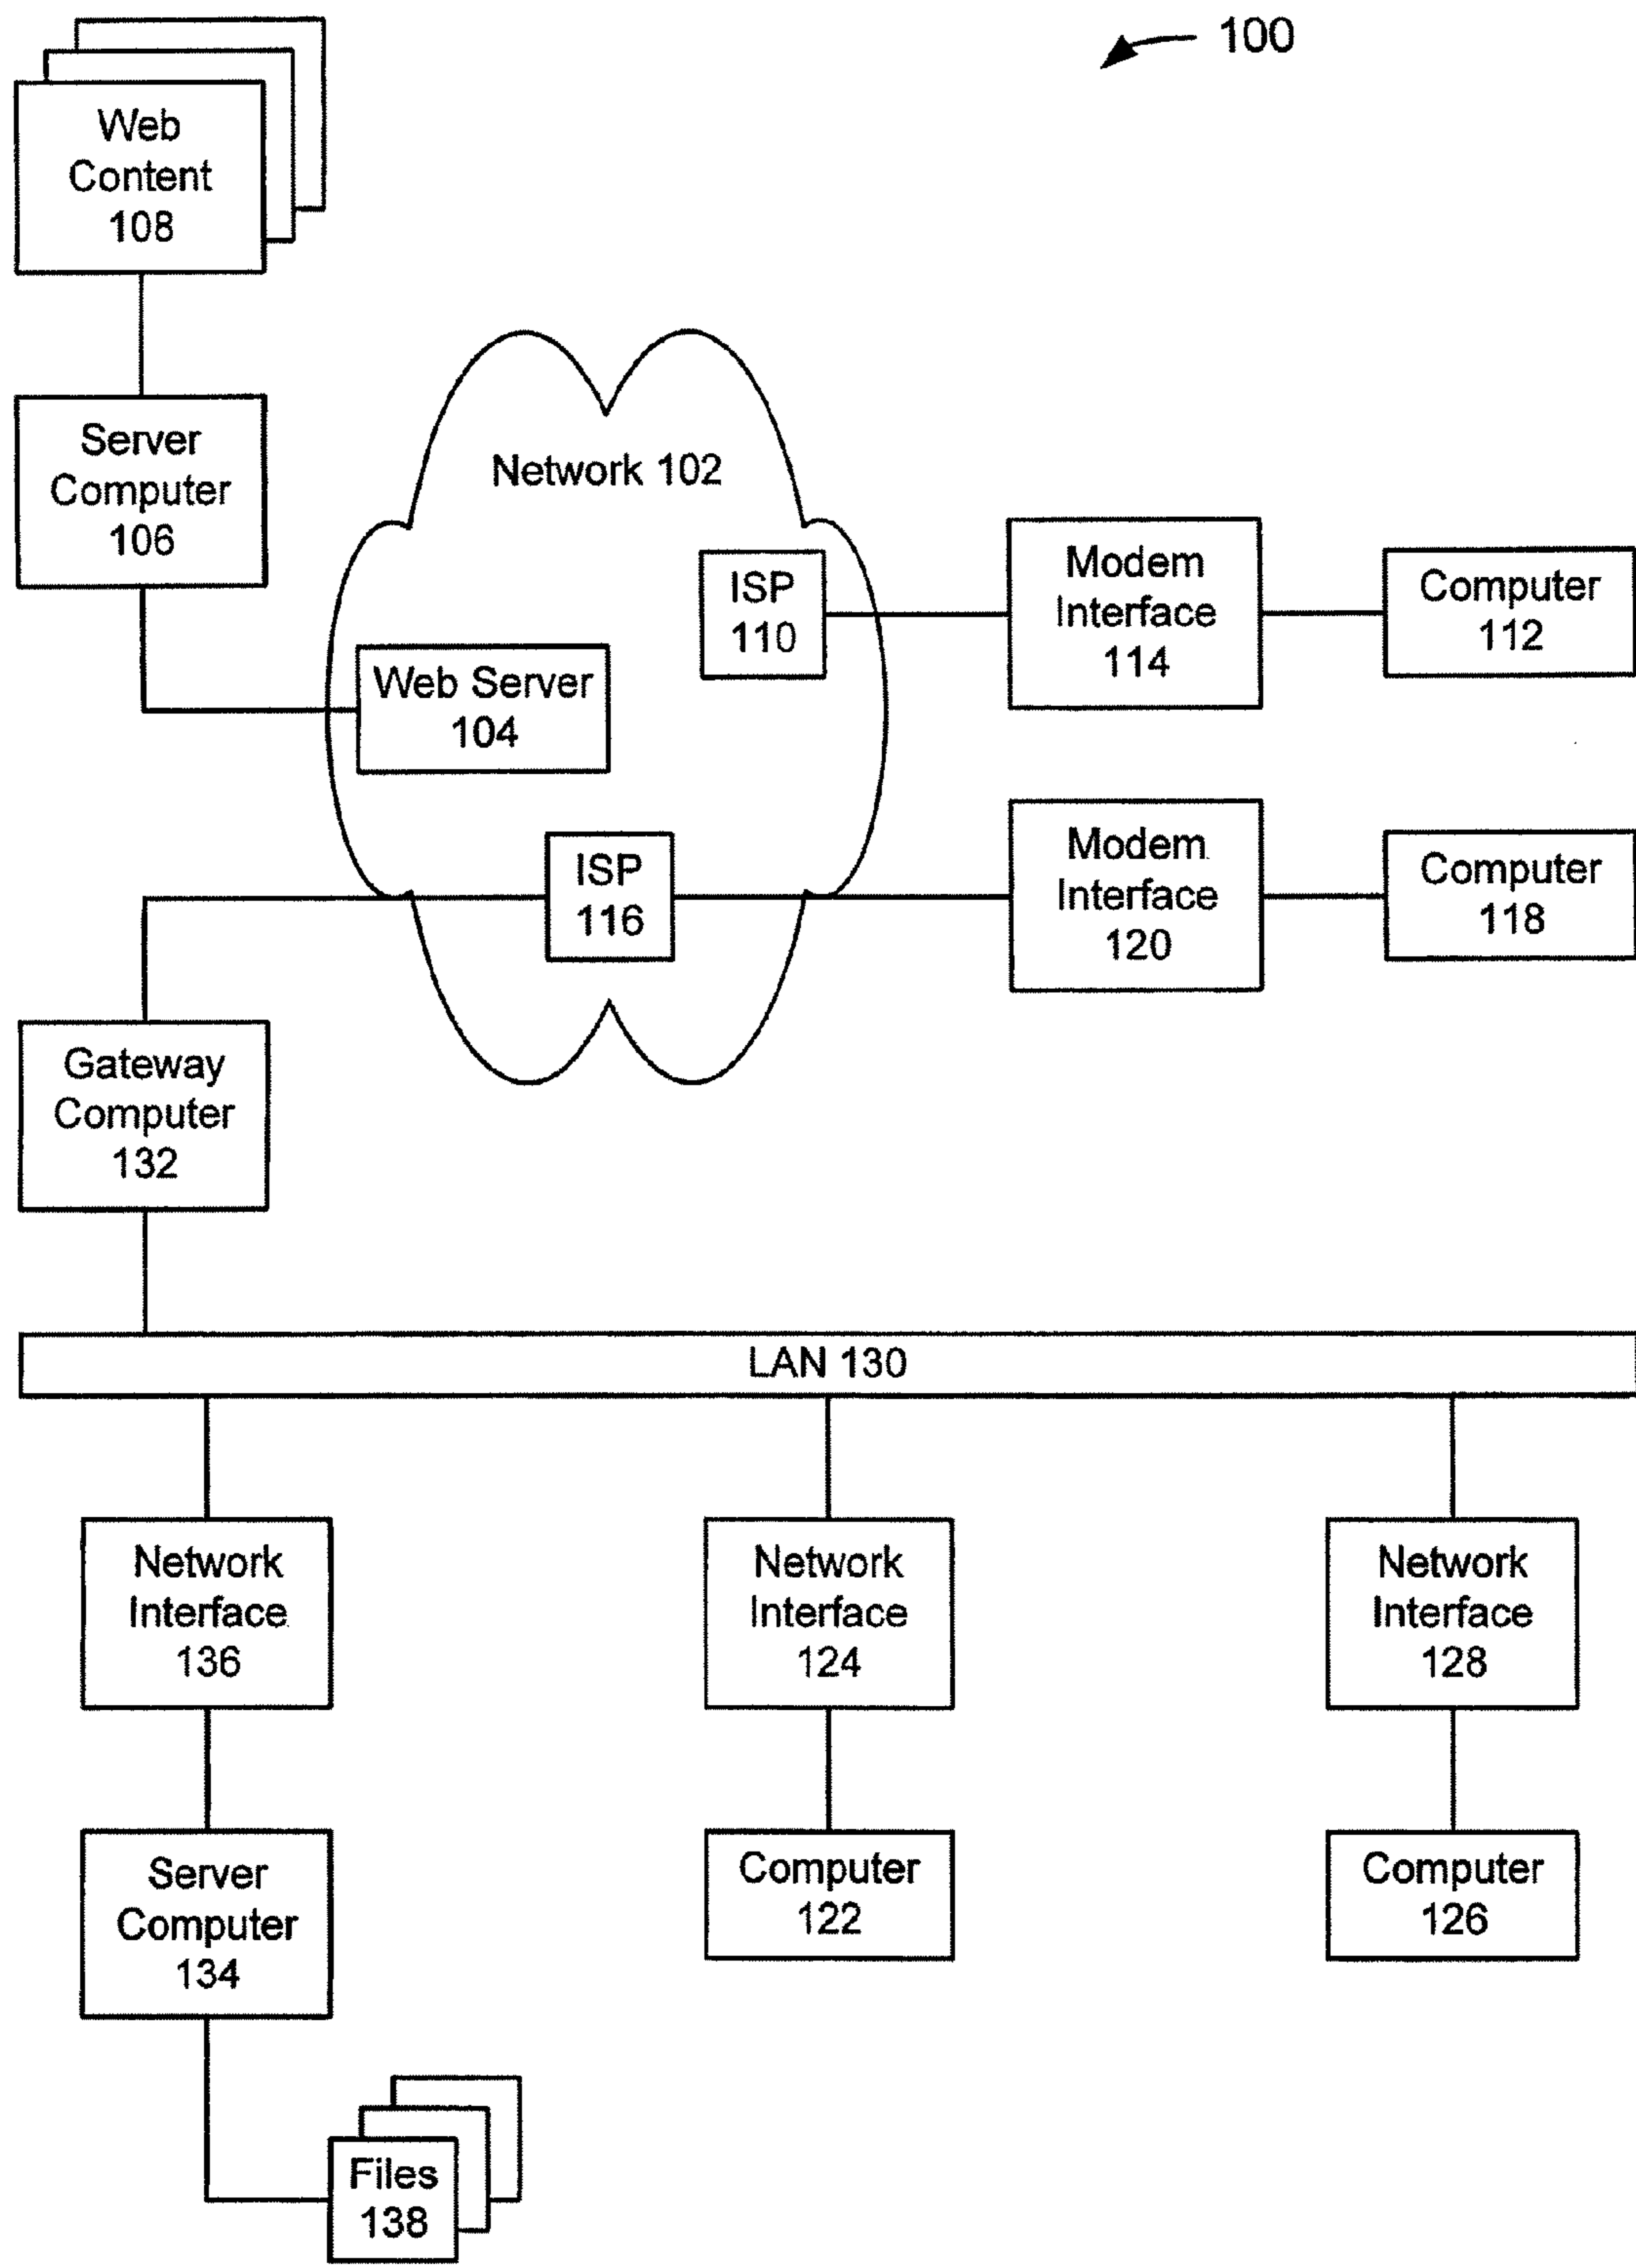 100
Web
Content
108
Server
Computer
106
Network 102
ISP
110
Modem
Interface
114
Computer
112
Web Server
104
ISP
116
Modem
Interface
120
Computer
118
Gateway
Computer
132
LAN 130
Network
Interface
136
Network
Interface
124
Network
Interface
128
Server
Computer
134
Computer
122
Computer
126
Files
138